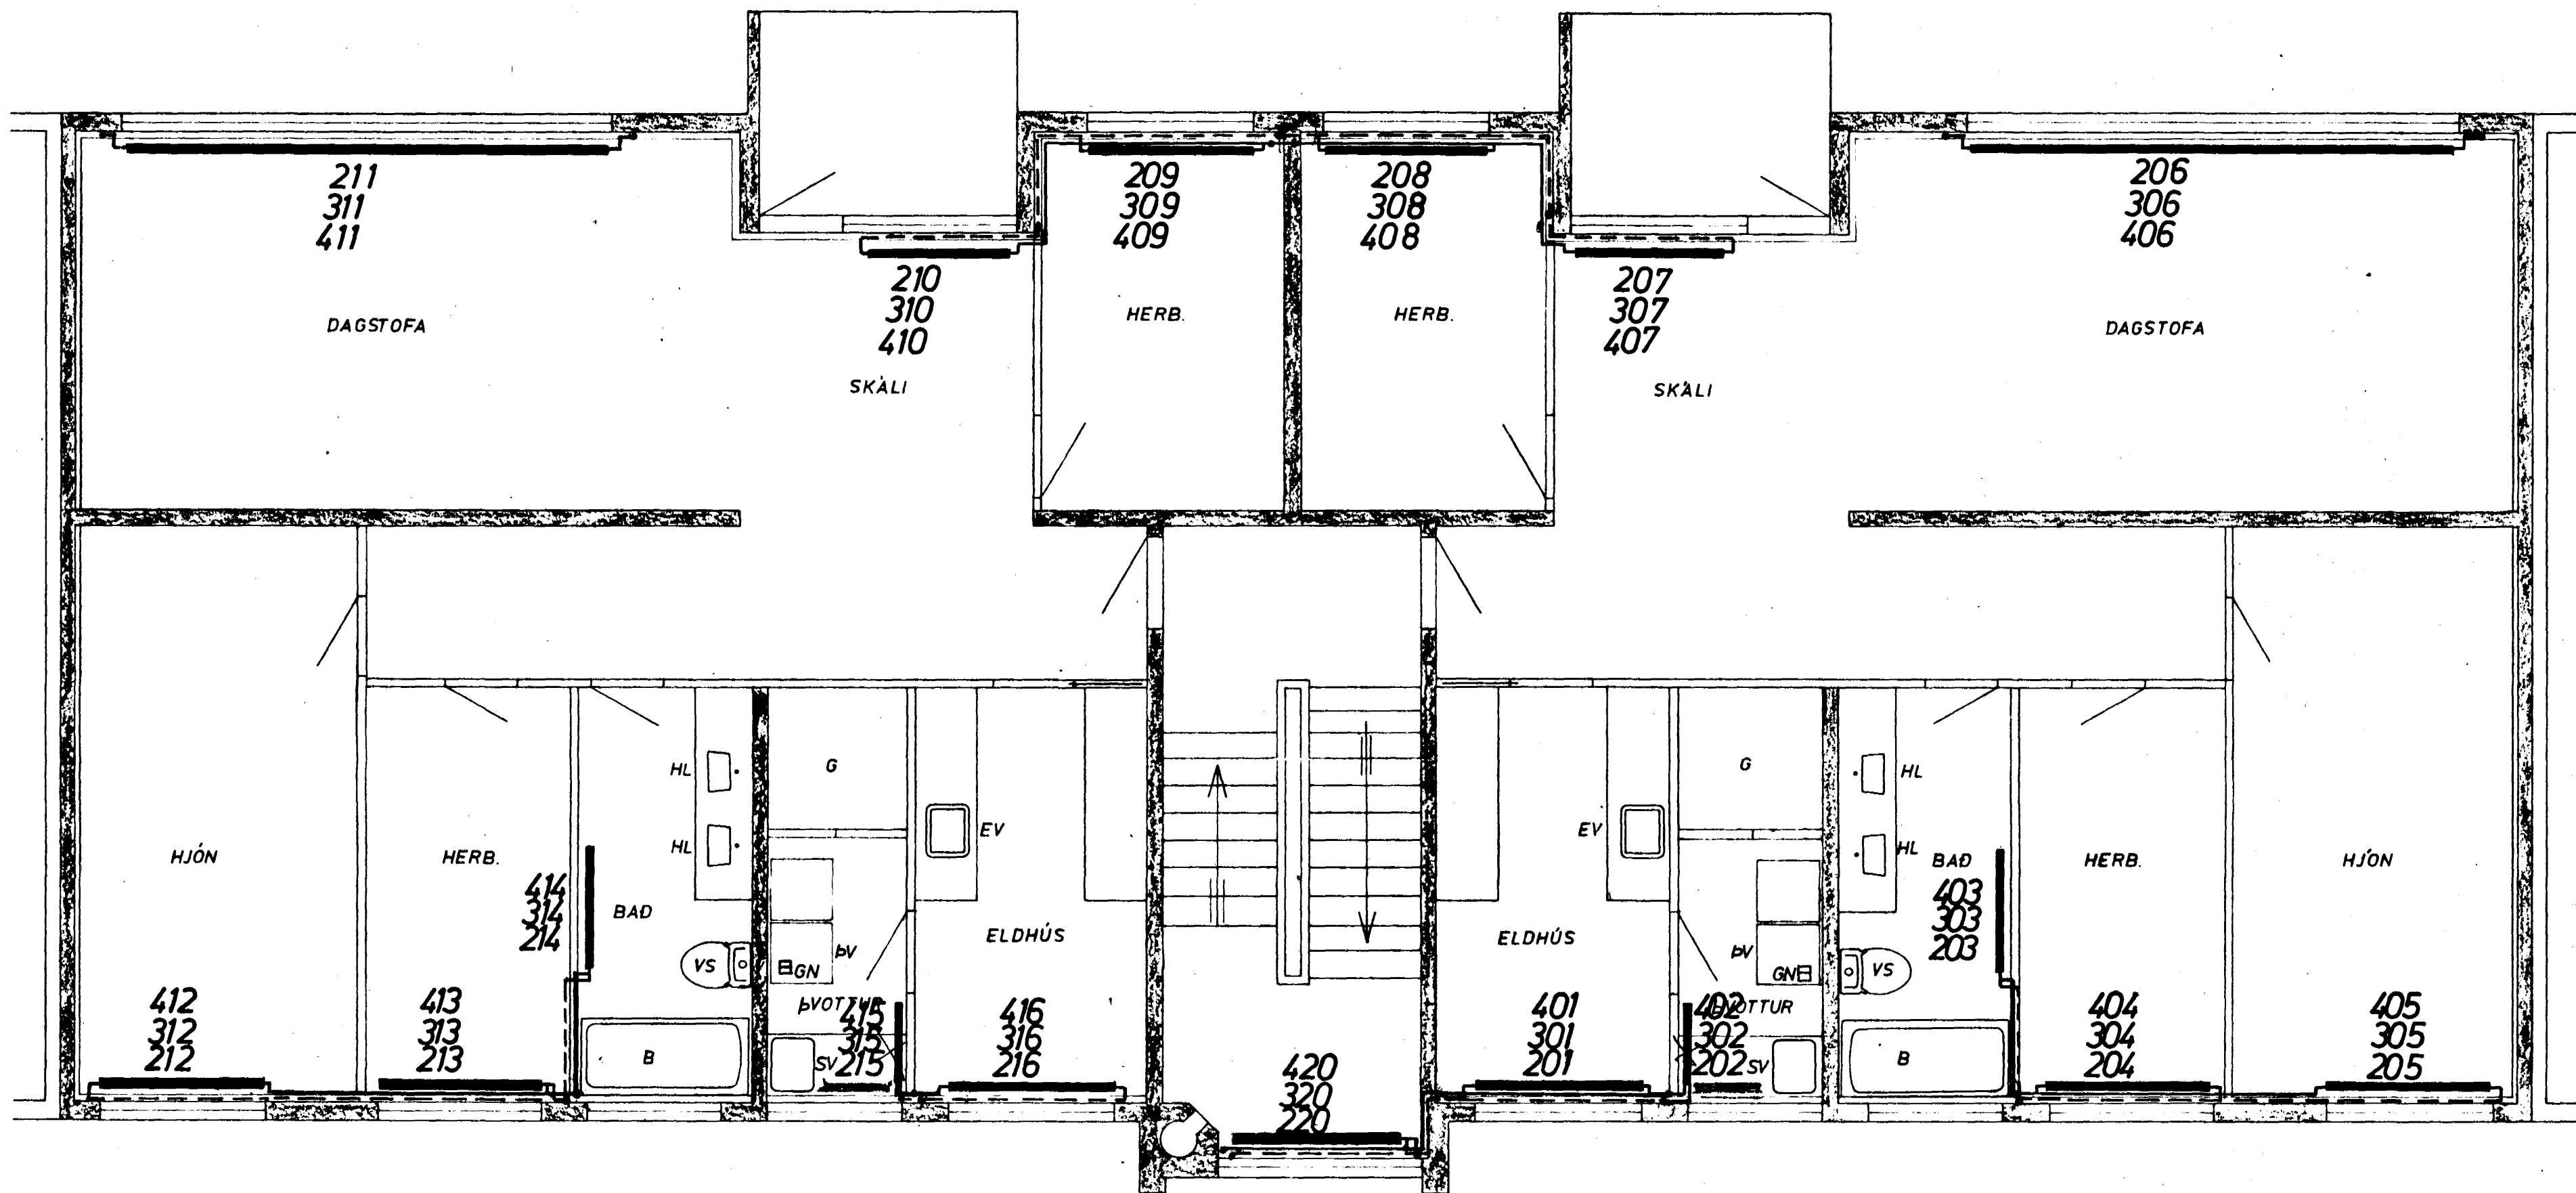 211
311
411
209
309
409
208
308
408
206
306
406
210
310
410
207
307
407
DAGSTOFA
HERB.
HERB.
DAGSTOFA
SKÁLI
SKÁLI
HL
G
G
HL
EV
EV
HL
HL
HJÓN
HERB.
BAÐ
HERB.
HJÓN
414
314
214
BAÐ
403
303
203
ELDHÚS
ELDHÚS
VS
ÞV
GN
ÞV
GN
VS
ÞVOTTUR
ÞVOTTUR
412
312
212
413
313
213
415
315
215
416
316
216
401
301
201
402
302
202
404
304
204
405
305
205
B
SV
SV
B
420
320
220